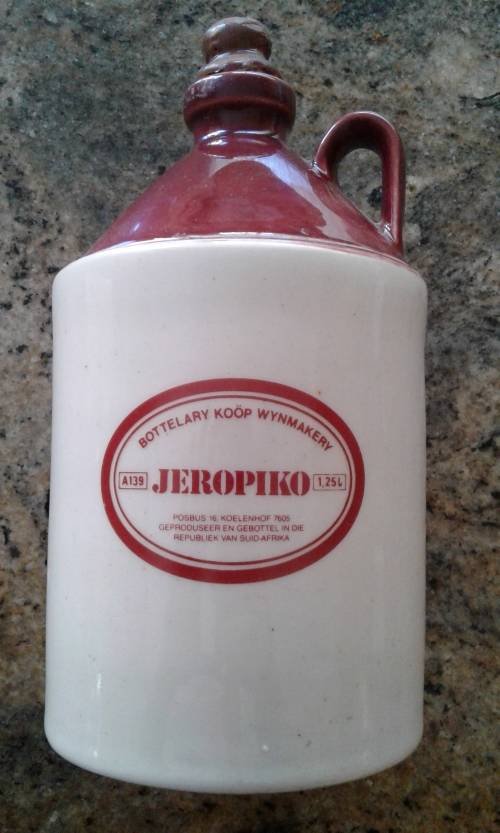 BOTTELARY KOÖP WYNMAKERY
A139 JEROPIKO 1,25L
POSBUS 16, KOELENHOF 7605
GEPRODUSEER EN GEBOTTEL IN DIE
REPUBLIEK VAN SUID-AFRIKA